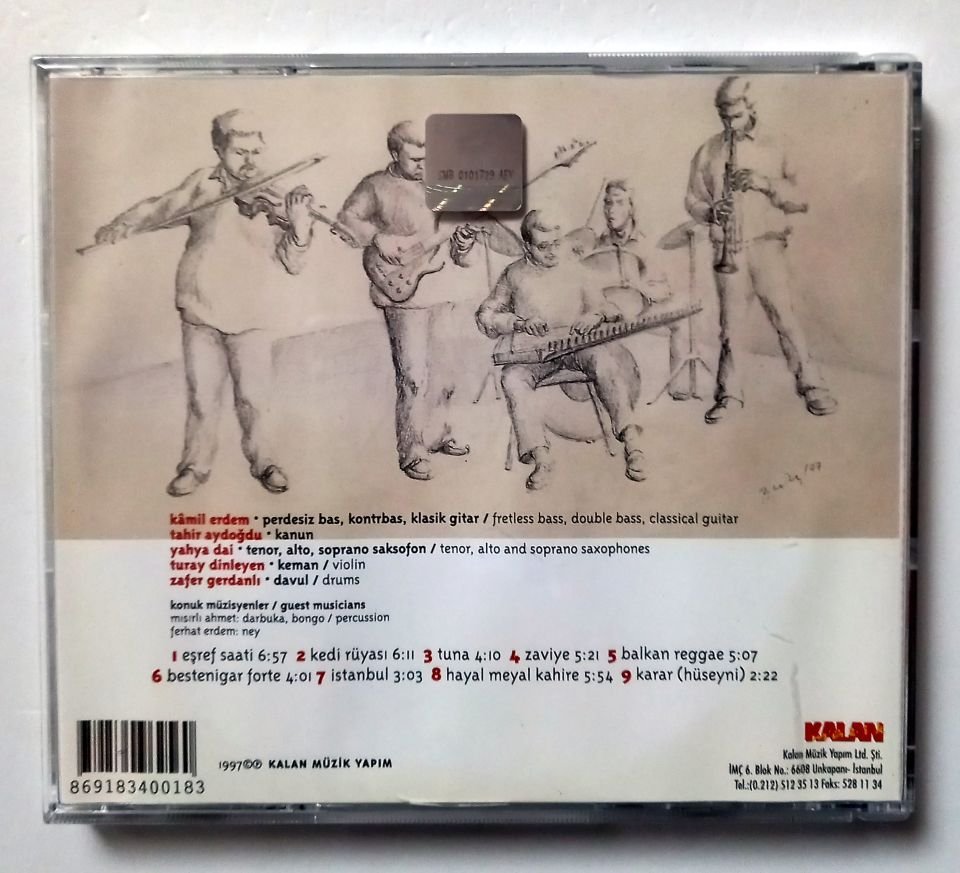 SMB 0101719 AEV
kâmil erdem • perdesiz bas, kontrbas, klasik gitar / fretless bass, double bass, classical guitar
tahir aydoğdu • kanun
yahya dai • tenor, alto, soprano saksofon / tenor, alto and soprano saxophones
turay dinleyen • keman / violin
zafer gerdanlı • davul / drums
konuk müzisyenler / guest musicians
mısırlı ahmet: darbuka, bongo / percussion
ferhat erdem: ney
1 eşref saati 6:57 2 kedi rüyası 6:11 3 tuna 4:10 4 zaviye 5:21 5 balkan reggae 5:07
6 bestenigar forte 4:01 7 istanbul 3:03 8 hayal meyal kahire 5:54 9 karar (hüseyni) 2:22
869183400183
1997©℗ KALAN MÜZİK YAPIM
KALAN
Kalan Müzik Yapım Ltd. Şti.
İMÇ 6. Blok No.: 6608 Unkapanı- İstanbul
Tel.:(0.212) 512 35 13 Faks: 528 11 34